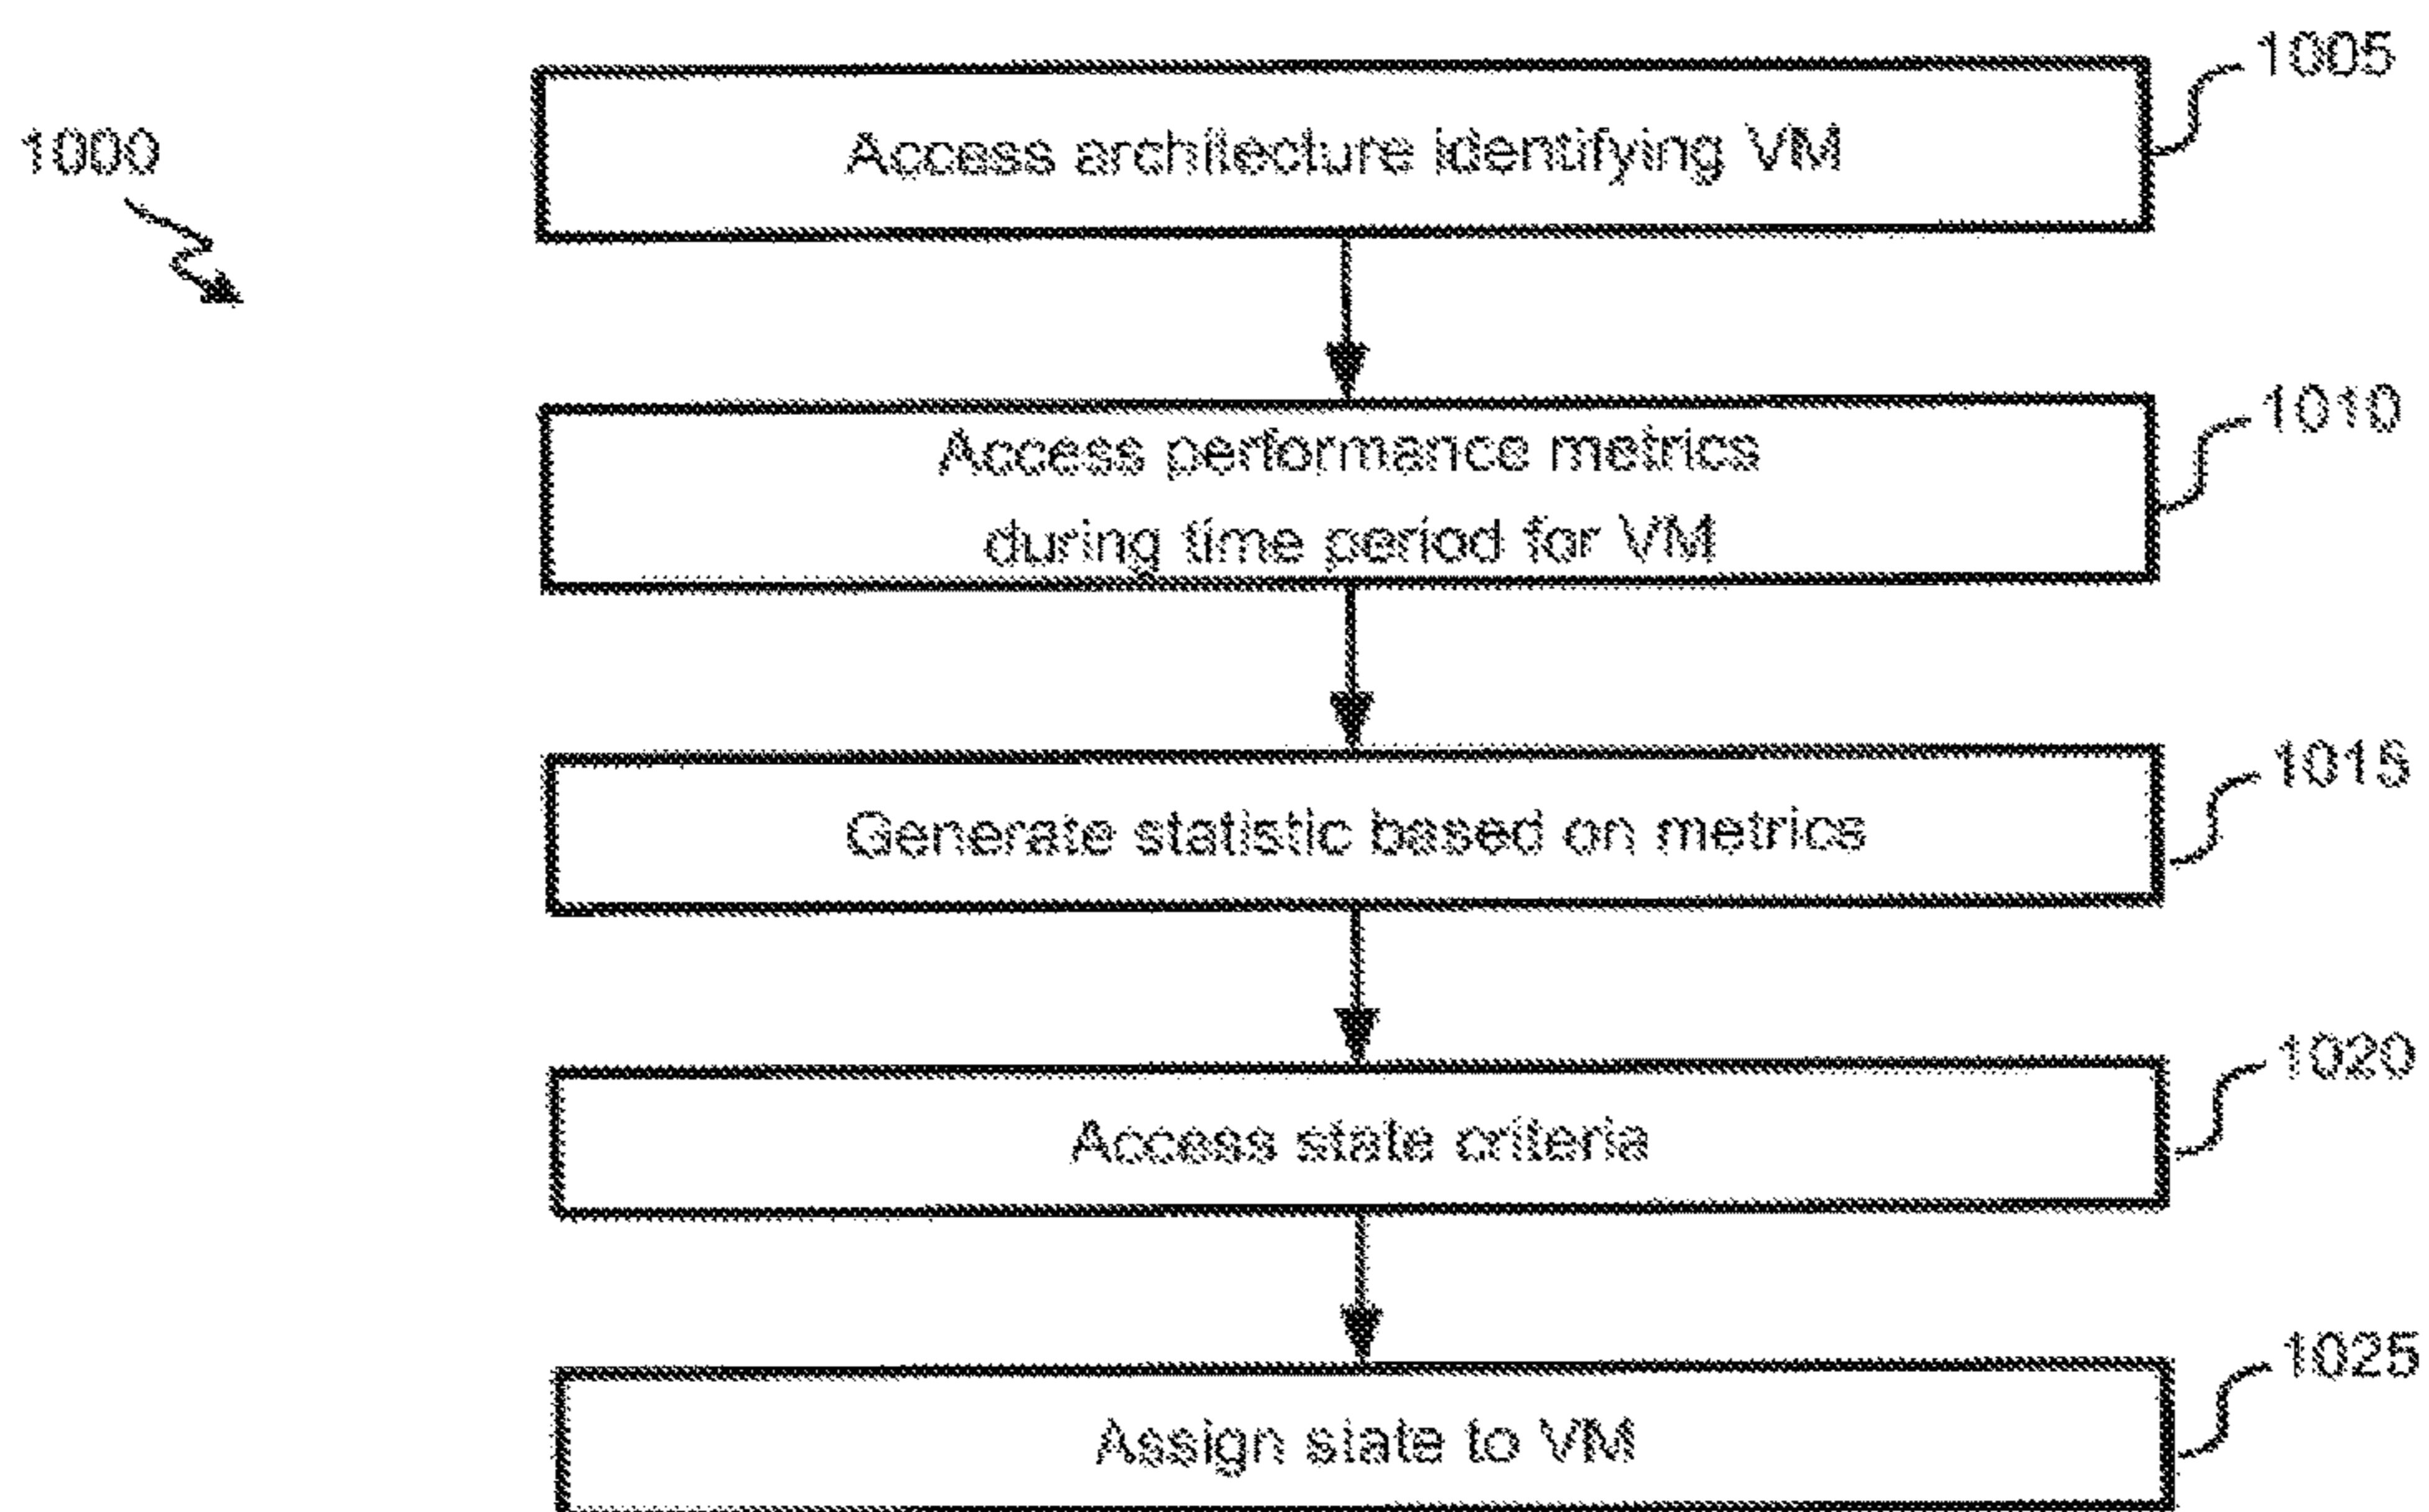 1005
1000
Access architecture identifying VM
1010
Access performance metrics
during time period for VM
1015
Generate statistic based on metrics
1020
Access state criteria
1025
Assign state to VM